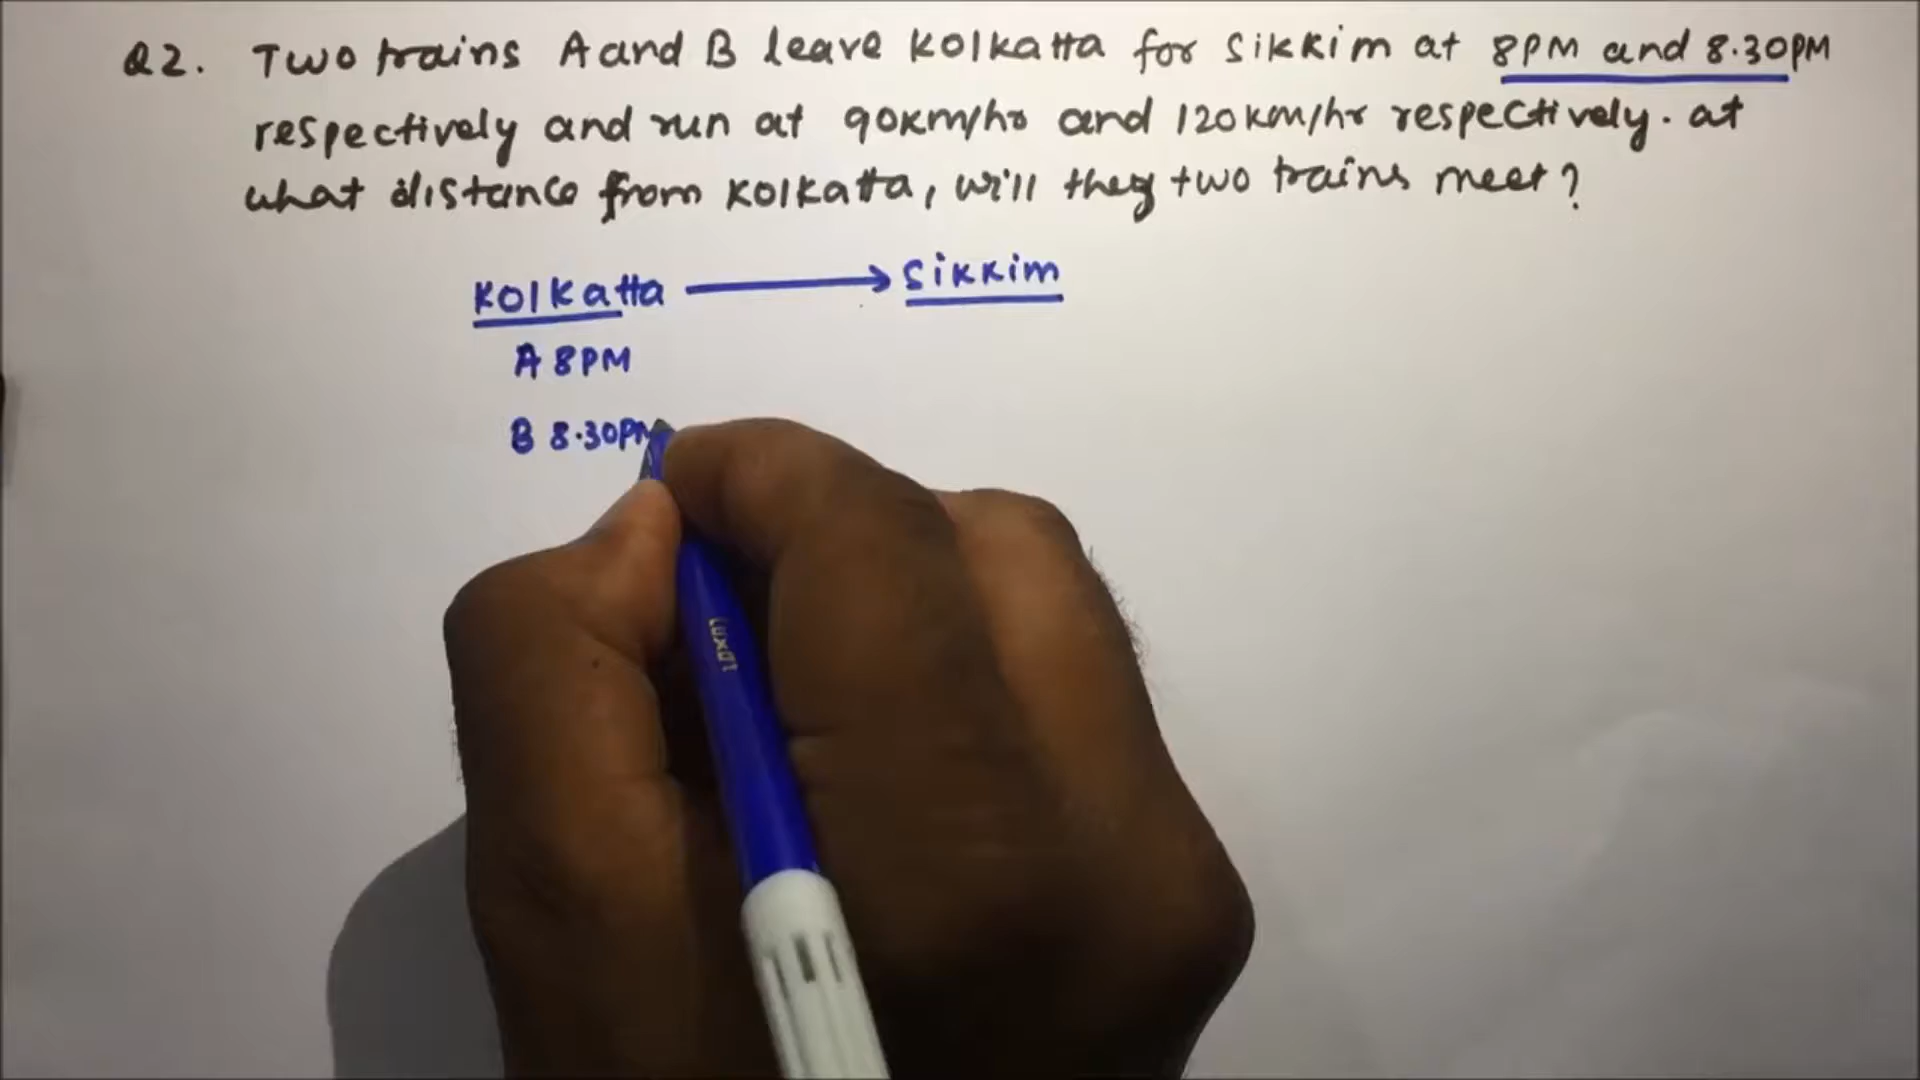 Q2. Two trains A and B leave Kolkatta for Sikkim at 8PM and 8.30PM
respectively and run at 90km/hr and 120km/hr respectively. at
what distance from Kolkatta, will they two trains meet?
Kolkatta → Sikkim
A 8PM
B 8.30PM
Luxor